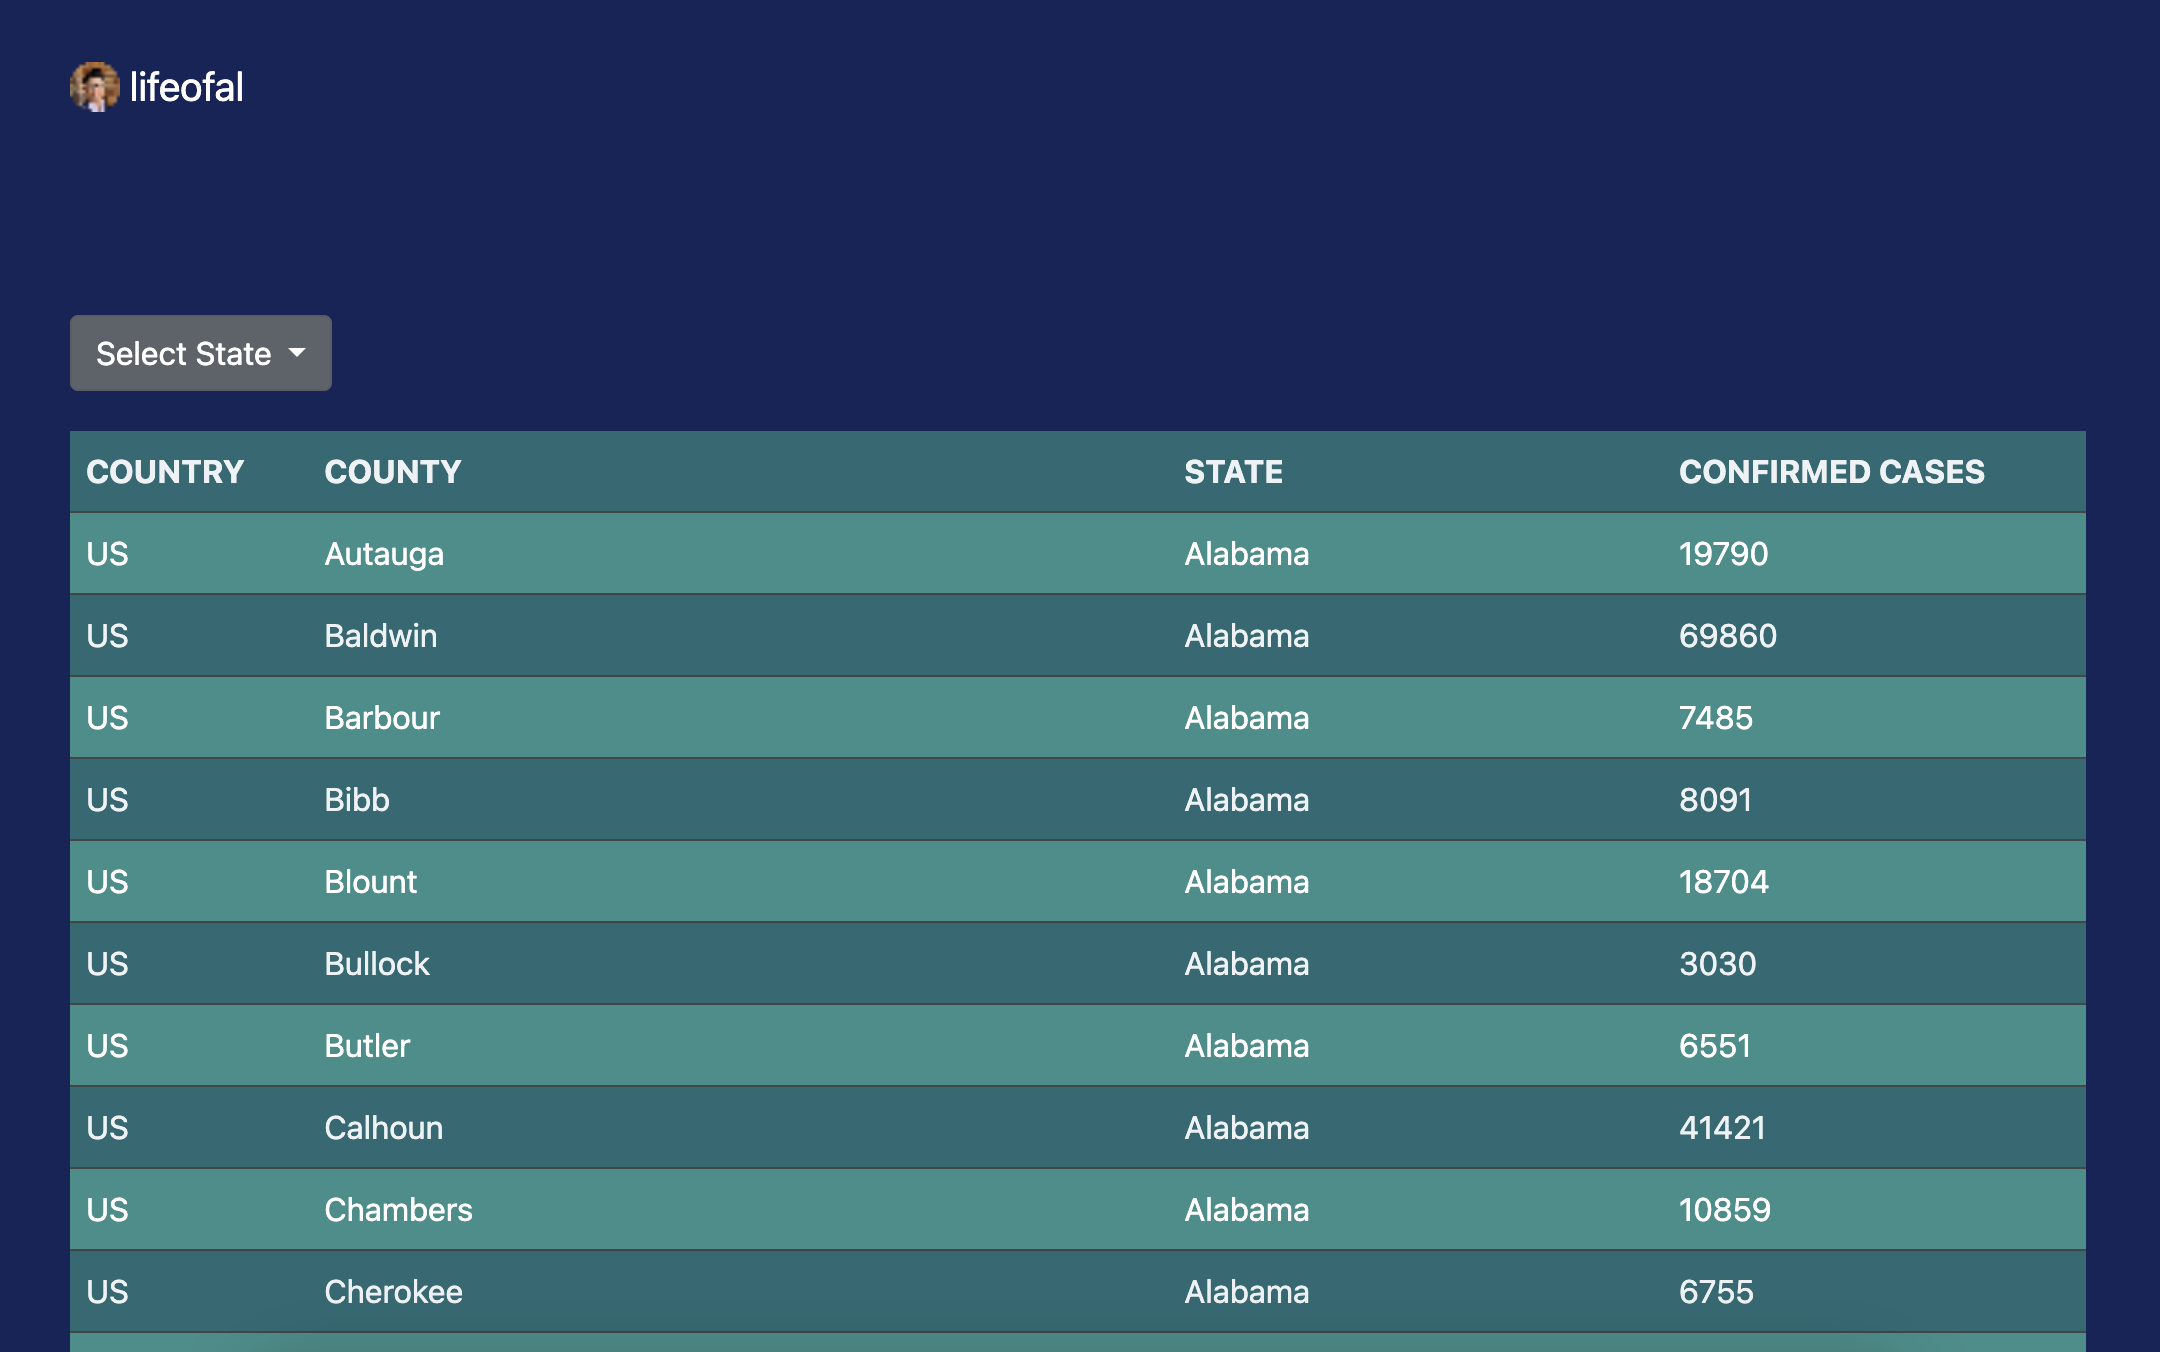 lifeofal
Select State
COUNTRY COUNTY STATE CONFIRMED CASES
US Autauga Alabama 19790
US Baldwin Alabama 69860
US Barbour Alabama 7485
US Bibb Alabama 8091
US Blount Alabama 18704
US Bullock Alabama 3030
US Butler Alabama 6551
US Calhoun Alabama 41421
US Chambers Alabama 10859
US Cherokee Alabama 6755